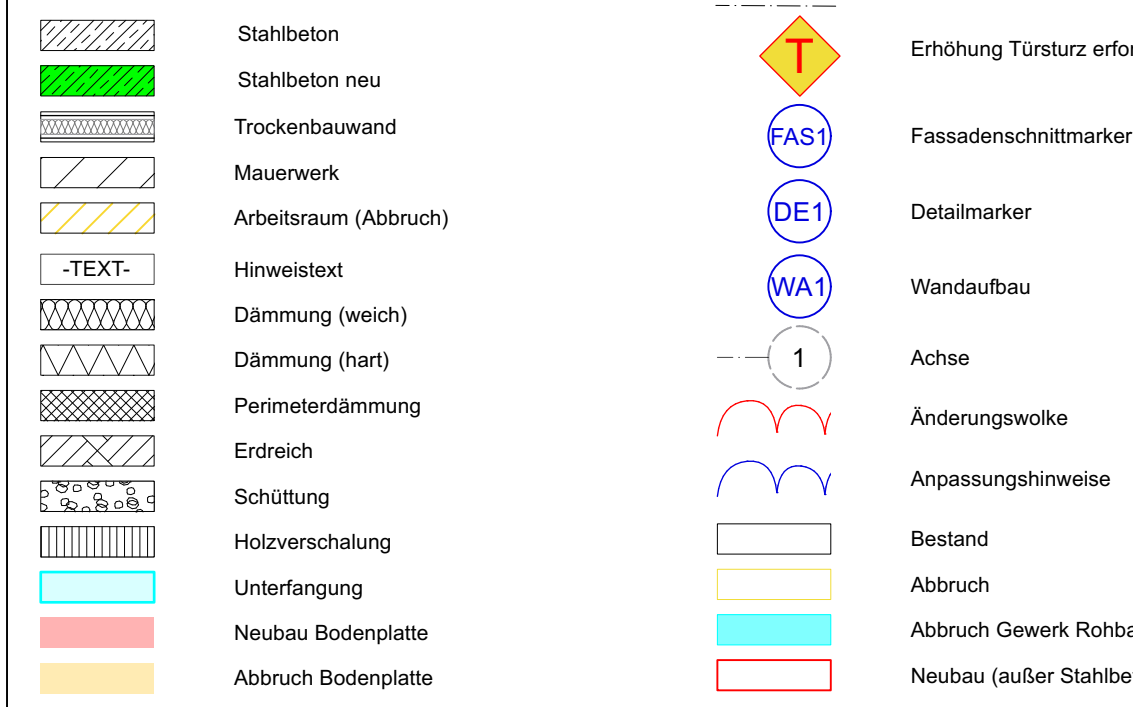 Stahlbeton
Stahlbeton neu
Trockenbauwand
Mauerwerk
Arbeitsraum (Abbruch)
-TEXT- Hinweistext
Dämmung (weich)
Dämmung (hart)
Perimeterdämmung
Erdreich
Schüttung
Holzverschalung
Unterfangung
Neubau Bodenplatte
Abbruch Bodenplatte
T Erhöhung Türsturz
FAS1 Fassadenschnittmarker
DE1 Detailmarker
WA1 Wandaufbau
1 Achse
Änderungswolke
Anpassungshinweise
Bestand
Abbruch
Abbruch Gewerk
Neubau (außer